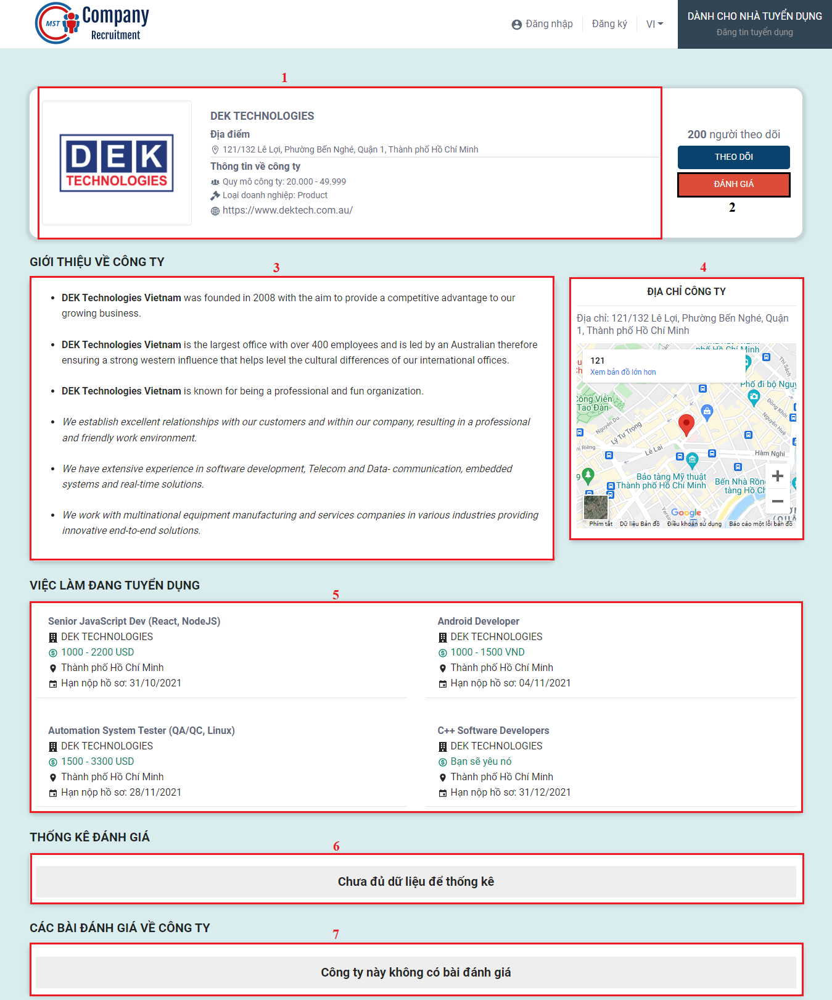 MST Company
Recruitment
Đăng nhập
Đăng ký
VI
DÀNH CHO NHÀ TUYỂN DỤNG
Đăng tin tuyển dụng
1
DEK
TECHNOLOGIES
DEK TECHNOLOGIES
Địa điểm
121/132 Lê Lợi, Phường Bến Nghé, Quận 1, Thành phố Hồ Chí Minh
Thông tin về công ty
Quy mô công ty: 20.000 - 49.999
Loại doanh nghiệp: Product
https://www.dektech.com.au/
200 người theo dõi
THEO DÕI
ĐÁNH GIÁ
2
GIỚI THIỆU VỀ CÔNG TY
3
DEK Technologies Vietnam was founded in 2008 with the aim to provide a competitive advantage to our
growing business.
DEK Technologies Vietnam is the largest office with over 400 employees and is led by an Australian therefore
ensuring a strong western influence that helps level the cultural differences of our international offices.
DEK Technologies Vietnam is known for being a professional and fun organization.
We establish excellent relationships with our customers and within our company, resulting in a professional
and friendly work environment.
We have extensive experience in software development, Telecom and Data- communication, embedded
systems and real-time solutions.
We work with multinational equipment manufacturing and services companies in various industries providing
innovative end-to-end solutions.
4
ĐỊA CHỈ CÔNG TY
Địa chỉ: 121/132 Lê Lợi, Phường Bến Nghé, Quận
1, Thành phố Hồ Chí Minh
phố Hồ Chí Minh
121
Xem bản đồ lớn hơn
Thi Sách
Phố đi bộ Nguy
Công Viên
Tao Đàn
Đồng Khởi
Nguyễn Du
Nguyễn Huệ
Lý Tự Trọng
Lê Lai
Hàm Nghi
Bảo tàng Mỹ thuật
Thành phố Hồ Chí Minh
Bến Nhà Rồng
tàng Hồ Ch
Google
Phím tắt
Dữ liệu Bản đồ
Điều khoản sử dụng
Báo cáo một lỗi bản đồ
VIỆC LÀM ĐANG TUYỂN DỤNG
5
Senior JavaScript Dev (React, NodeJS)
DEK TECHNOLOGIES
1000 - 2200 USD
Thành phố Hồ Chí Minh
Hạn nộp hồ sơ: 31/10/2021
Android Developer
DEK TECHNOLOGIES
1000 - 1500 VND
Thành phố Hồ Chí Minh
Hạn nộp hồ sơ: 04/11/2021
Automation System Tester (QA/QC, Linux)
DEK TECHNOLOGIES
1500 - 3300 USD
Thành phố Hồ Chí Minh
Hạn nộp hồ sơ: 28/11/2021
C++ Software Developers
DEK TECHNOLOGIES
Bạn sẽ yêu nó
Thành phố Hồ Chí Minh
Hạn nộp hồ sơ: 31/12/2021
THỐNG KÊ ĐÁNH GIÁ
6
Chưa đủ dữ liệu để thống kê
CÁC BÀI ĐÁNH GIÁ VỀ CÔNG TY
7
Công ty này không có bài đánh giá